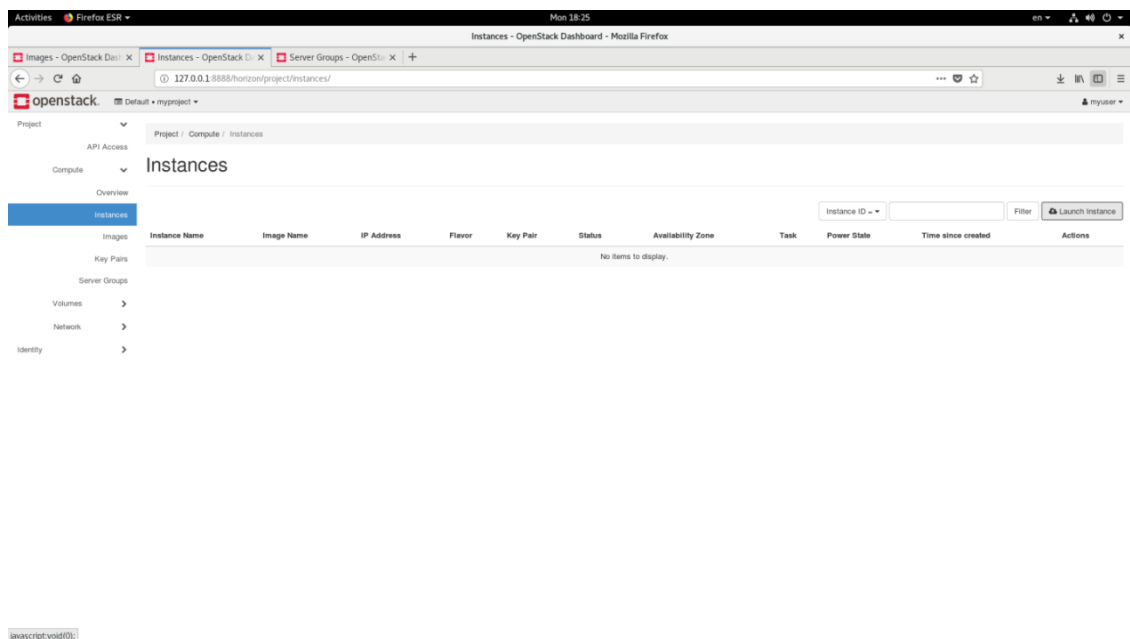 Activities Firefox ESR Mon 18:25 en
Instances - OpenStack Dashboard - Mozilla Firefox
Images - OpenStack Dash Instances - OpenStack D Server Groups - OpenSta
127.0.0.1:8888/horizon/project/instances/
openstack. Default • myproject myuser
Project
Project / Compute / Instances
API Access
Compute
Instances
Overview
Instances
Instance ID = Filter Launch Instance
Images
Instance Name Image Name IP Address Flavor Key Pair Status Availability Zone Task Power State Time since created Actions
Key Pairs
No items to display.
Server Groups
Volumes
Network
Identity
javascript:void(0);